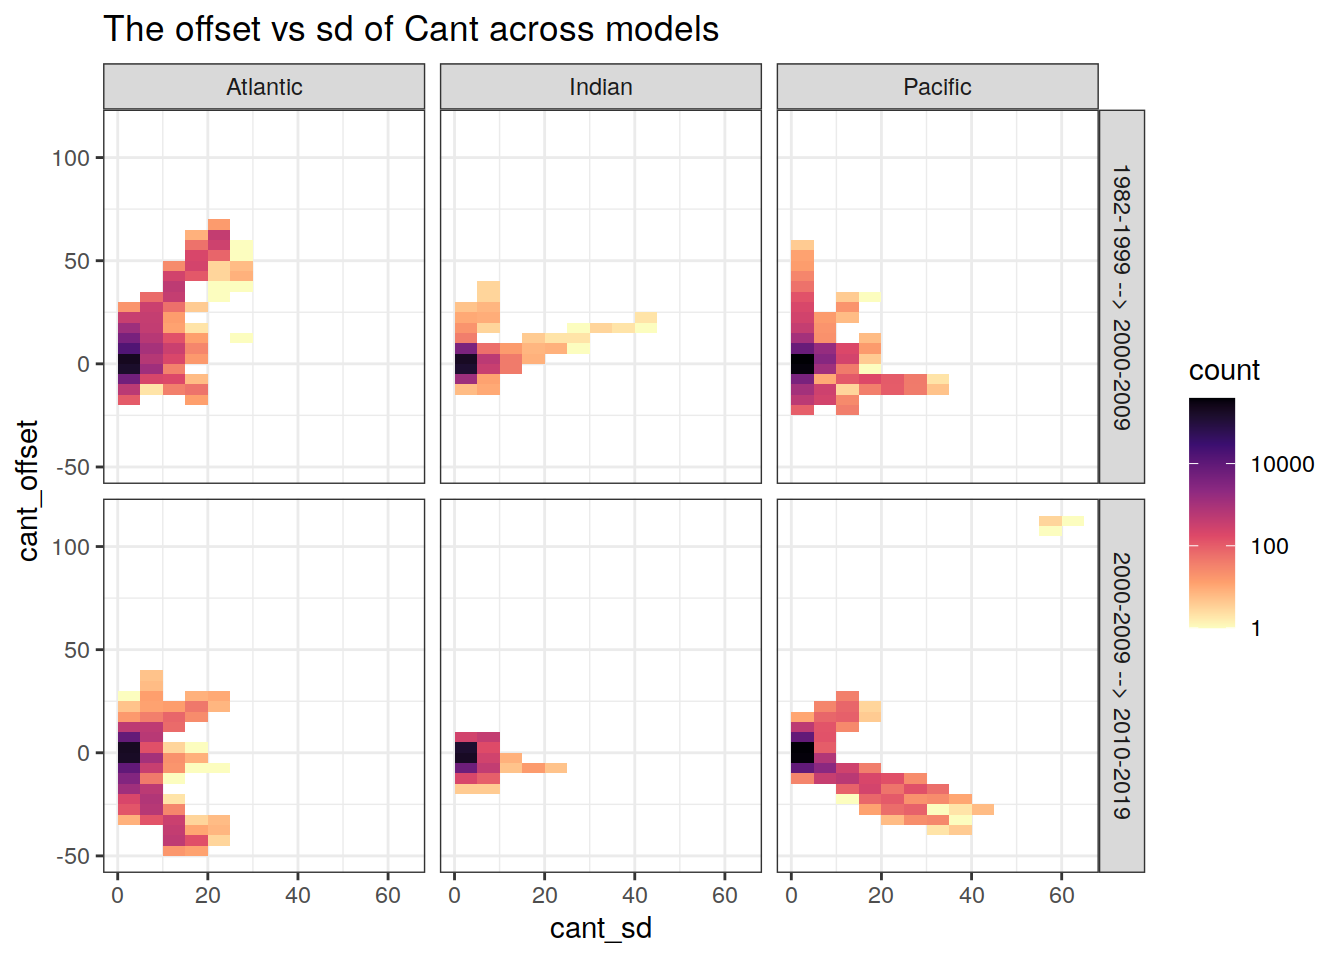 The offset vs sd of Cant across models
Atlantic
Indian
Pacific
1982-1999 --> 2000-2009
2000-2009 --> 2010-2019
cant_offset
100
50
0
-50
100
50
0
-50
0 20 40 60
0 20 40 60
0 20 40 60
cant_sd
count
10000
100
1